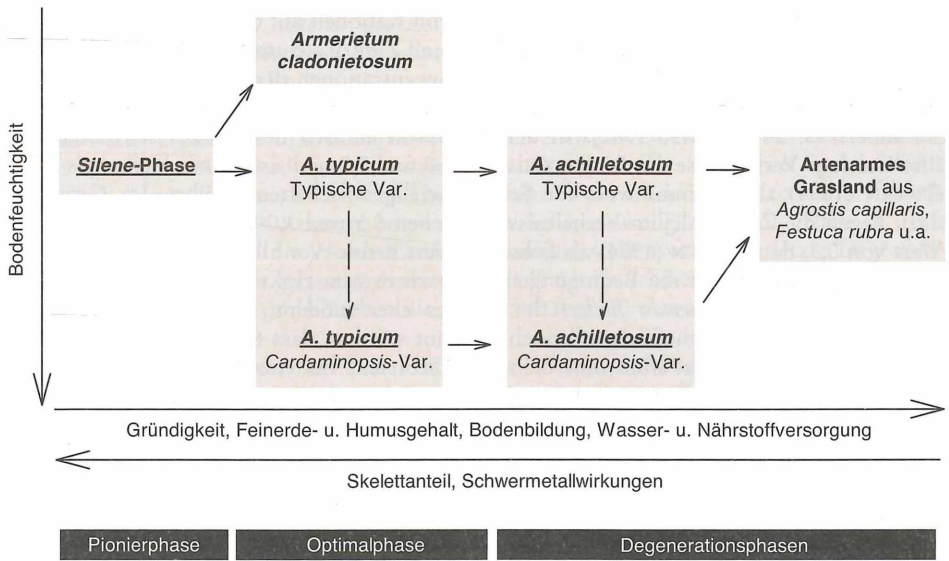 Armerietum
cladonietosum
Bodenfeuchtigkeit
Silene-Phase
A. typicum
Typische Var.
A. achilletosum
Typische Var.
Artenarmes
Grasland aus
Agrostis capillaris,
Festuca rubra u.a.
A. typicum
Cardaminopsis-Var.
A. achilletosum
Cardaminopsis-Var.
Gründigkeit, Feinerde- u. Humusgehalt, Bodenbildung, Wasser- u. Nährstoffversorgung
Skelettanteil, Schwermetallwirkungen
Pionierphase
Optimalphase
Degenerationsphasen